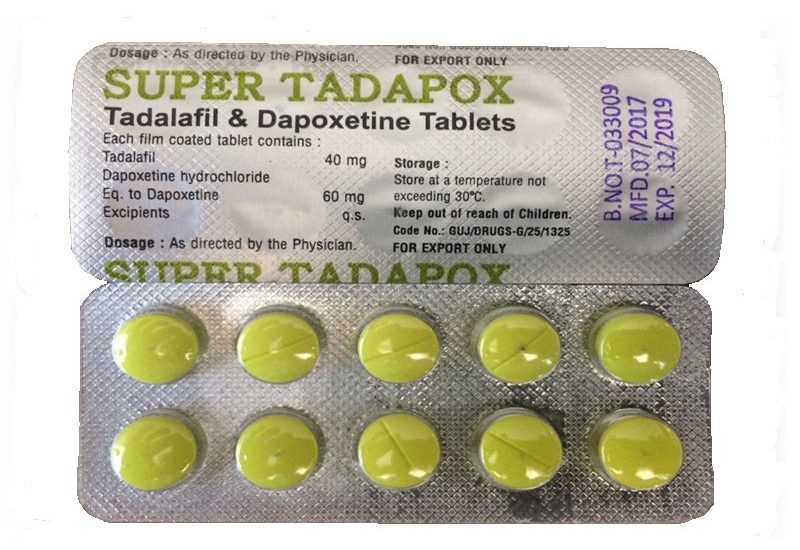 Dosage : As directed by the Physician.
FOR EXPORT ONLY
SUPER TADAPOX
Tadalafil & Dapoxetine Tablets
Each film coated tablet contains :
Tadalafil 40 mg
Dapoxetine hydrochloride
Eq. to Dapoxetine 60 mg
Excipients q.s.
Storage :
Store at a temperature not
exceeding 30ºC.
Keep out of reach of Children.
Code No.: GUJ/DRUGS-G/25/1325
Dosage : As directed by the Physician.
FOR EXPORT ONLY
SUPER TADAPOX
B.NO.T-033009
MFD.07/2017
EXP. 12/2019